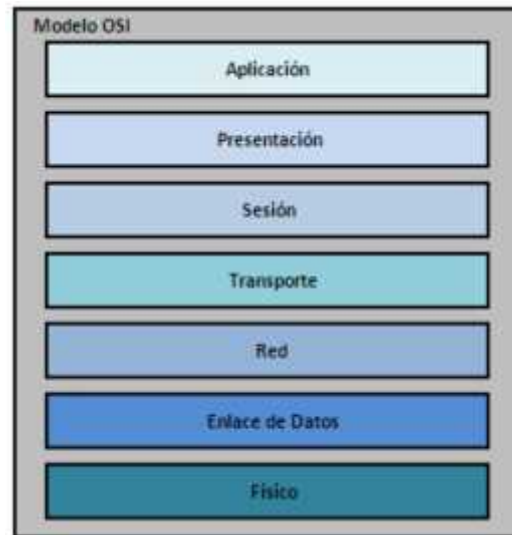 Modelo OSI
Aplicación
Presentación
Sesión
Transporte
Red
Enlace de Datos
Físico